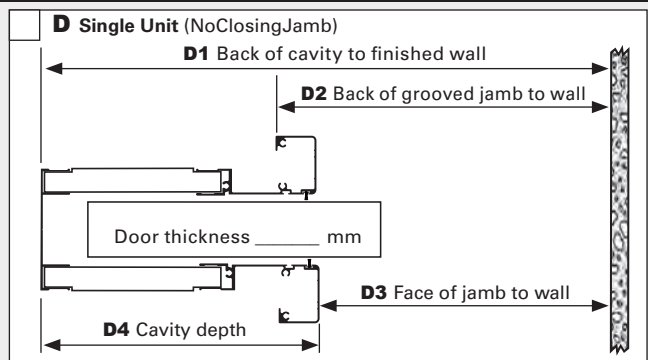 D Single Unit (NoClosingJamb)
D1 Back of cavity to finished wall
D2 Back of grooved jamb to wall
Door thickness ______ mm
D3 Face of jamb to wall
D4 Cavity depth